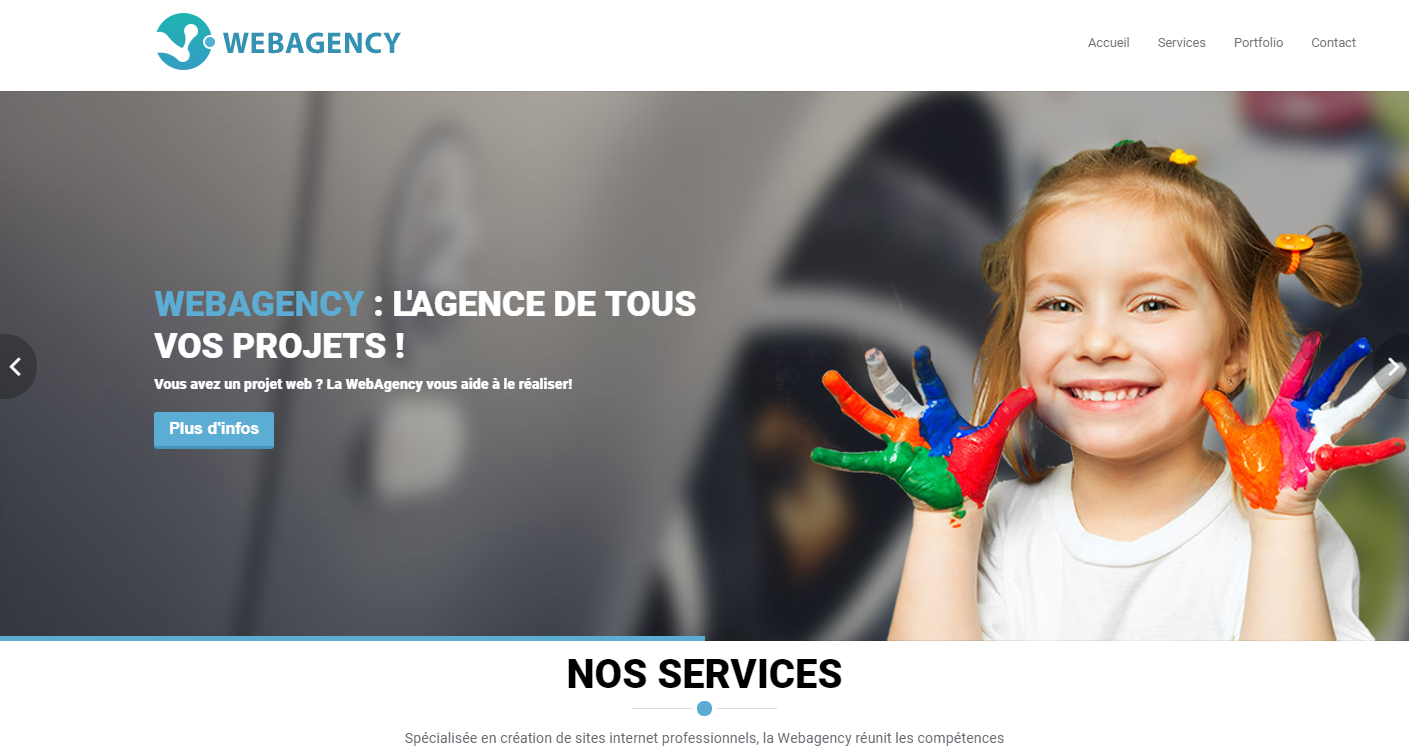 WEBAGENCY
Accueil Services Portfolio Contact
WEBAGENCY : L'AGENCE DE TOUS
VOS PROJETS !
Vous avez un projet web ? La WebAgency vous aide à le réaliser!
Plus d'infos
NOS SERVICES
Spécialisée en création de sites internet professionnels, la Webagency réunit les compétences